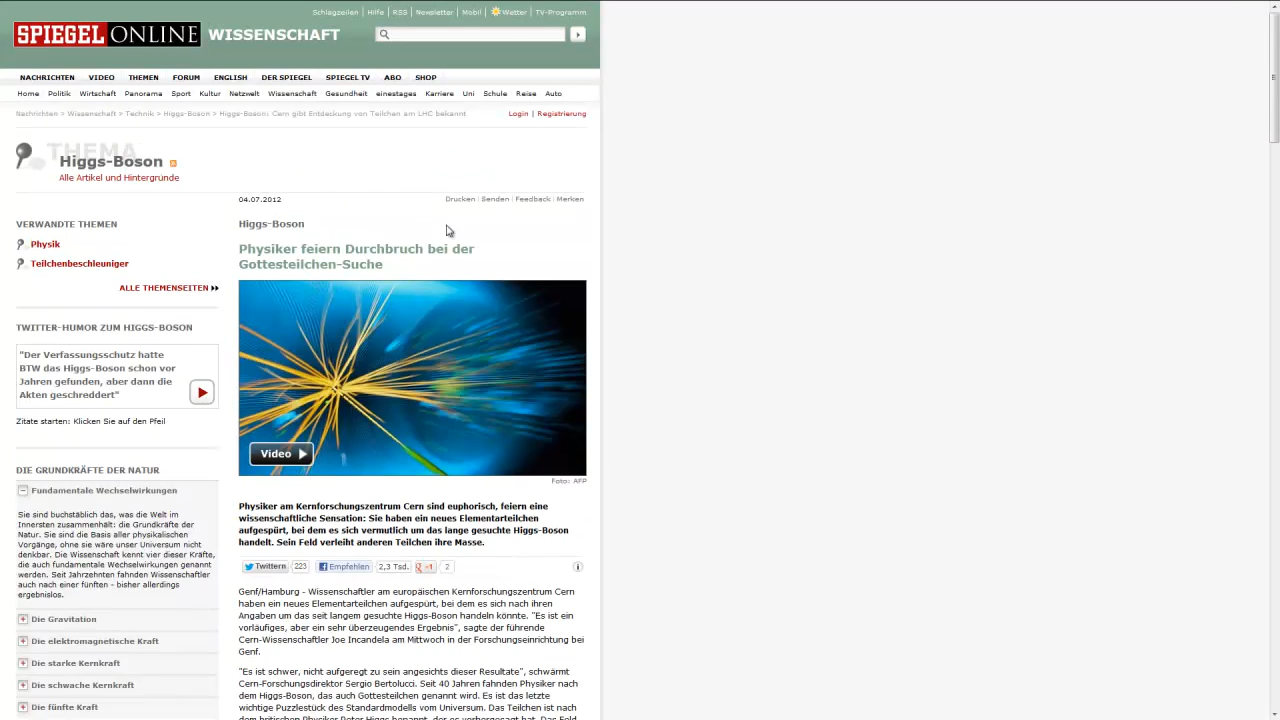 Schlagzeilen | Hilfe | RSS | Newsletter | Mobil | Wetter | TV-Programm
SPIEGEL ONLINE WISSENSCHAFT
NACHRICHTEN VIDEO THEMEN FORUM ENGLISH DER SPIEGEL SPIEGEL TV ABO SHOP
Home Politik Wirtschaft Panorama Sport Kultur Netzwelt Wissenschaft Gesundheit einestages Karriere Uni Schule Reise Auto
Nachrichten > Wissenschaft > Technik > Higgs-Boson > Higgs-Boson: Cern gibt Entdeckung von Teilchen am LHC bekannt
Login | Registrierung
THEMA
Higgs-Boson
Alle Artikel und Hintergründe
VERWANDTE THEMEN
Physik
Teilchenbeschleuniger
ALLE THEMENSEITEN
TWITTER-HUMOR ZUM HIGGS-BOSON
"Der Verfassungsschutz hatte
BTW das Higgs-Boson schon vor
Jahren gefunden, aber dann die
Akten geschreddert"
Zitate starten: Klicken Sie auf den Pfeil
DIE GRUNDKRÄFTE DER NATUR
Fundamentale Wechselwirkungen
Sie sind buchstäblich das, was die Welt im
Innersten zusammenhält: die Grundkräfte der
Natur. Sie sind die Basis aller physikalischen
Vorgänge, ohne sie wäre unser Universum nicht
denkbar. Die Wissenschaft kennt vier dieser Kräfte,
die auch fundamentale Wechselwirkungen genannt
werden. Seit Jahrzehnten fahnden Wissenschaftler
auch nach einer fünften - bisher allerdings
ergebnislos.
Die Gravitation
Die elektromagnetische Kraft
Die starke Kernkraft
Die schwache Kernkraft
Die fünfte Kraft
04.07.2012
Drucken | Senden | Feedback | Merken
Higgs-Boson
Physiker feiern Durchbruch bei der
Gottesteilchen-Suche
Video
Foto: AFP
Physiker am Kernforschungszentrum Cern sind euphorisch, feiern eine
wissenschaftliche Sensation: Sie haben ein neues Elementarteilchen
aufgespürt, bei dem es sich vermutlich um das lange gesuchte Higgs-Boson
handelt. Sein Feld verleiht anderen Teilchen ihre Masse.
Twittern 223 Empfehlen 2,3 Tsd. +1 2
Genf/Hamburg - Wissenschaftler am europäischen Kernforschungszentrum Cern
haben ein neues Elementarteilchen aufgespürt, bei dem es sich nach ihren
Angaben um das seit langem gesuchte Higgs-Boson handeln könnte. "Es ist ein
vorläufiges, aber ein sehr überzeugendes Ergebnis", sagte der führende
Cern-Wissenschaftler Joe Incandela am Mittwoch in der Forschungseinrichtung bei
Genf.
"Es ist schwer, nicht aufgeregt zu sein angesichts dieser Resultate", schwärmt
Cern-Forschungsdirektor Sergio Bertolucci. Seit 40 Jahren fahnden Physiker nach
dem Higgs-Boson, das auch Gottesteilchen genannt wird. Es ist das letzte
wichtige Puzzlestück des Standardmodells vom Universum. Das Teilchen ist nach
dem britischen Physiker Peter Higgs benannt, der es vorhergesagt hat. Das Feld